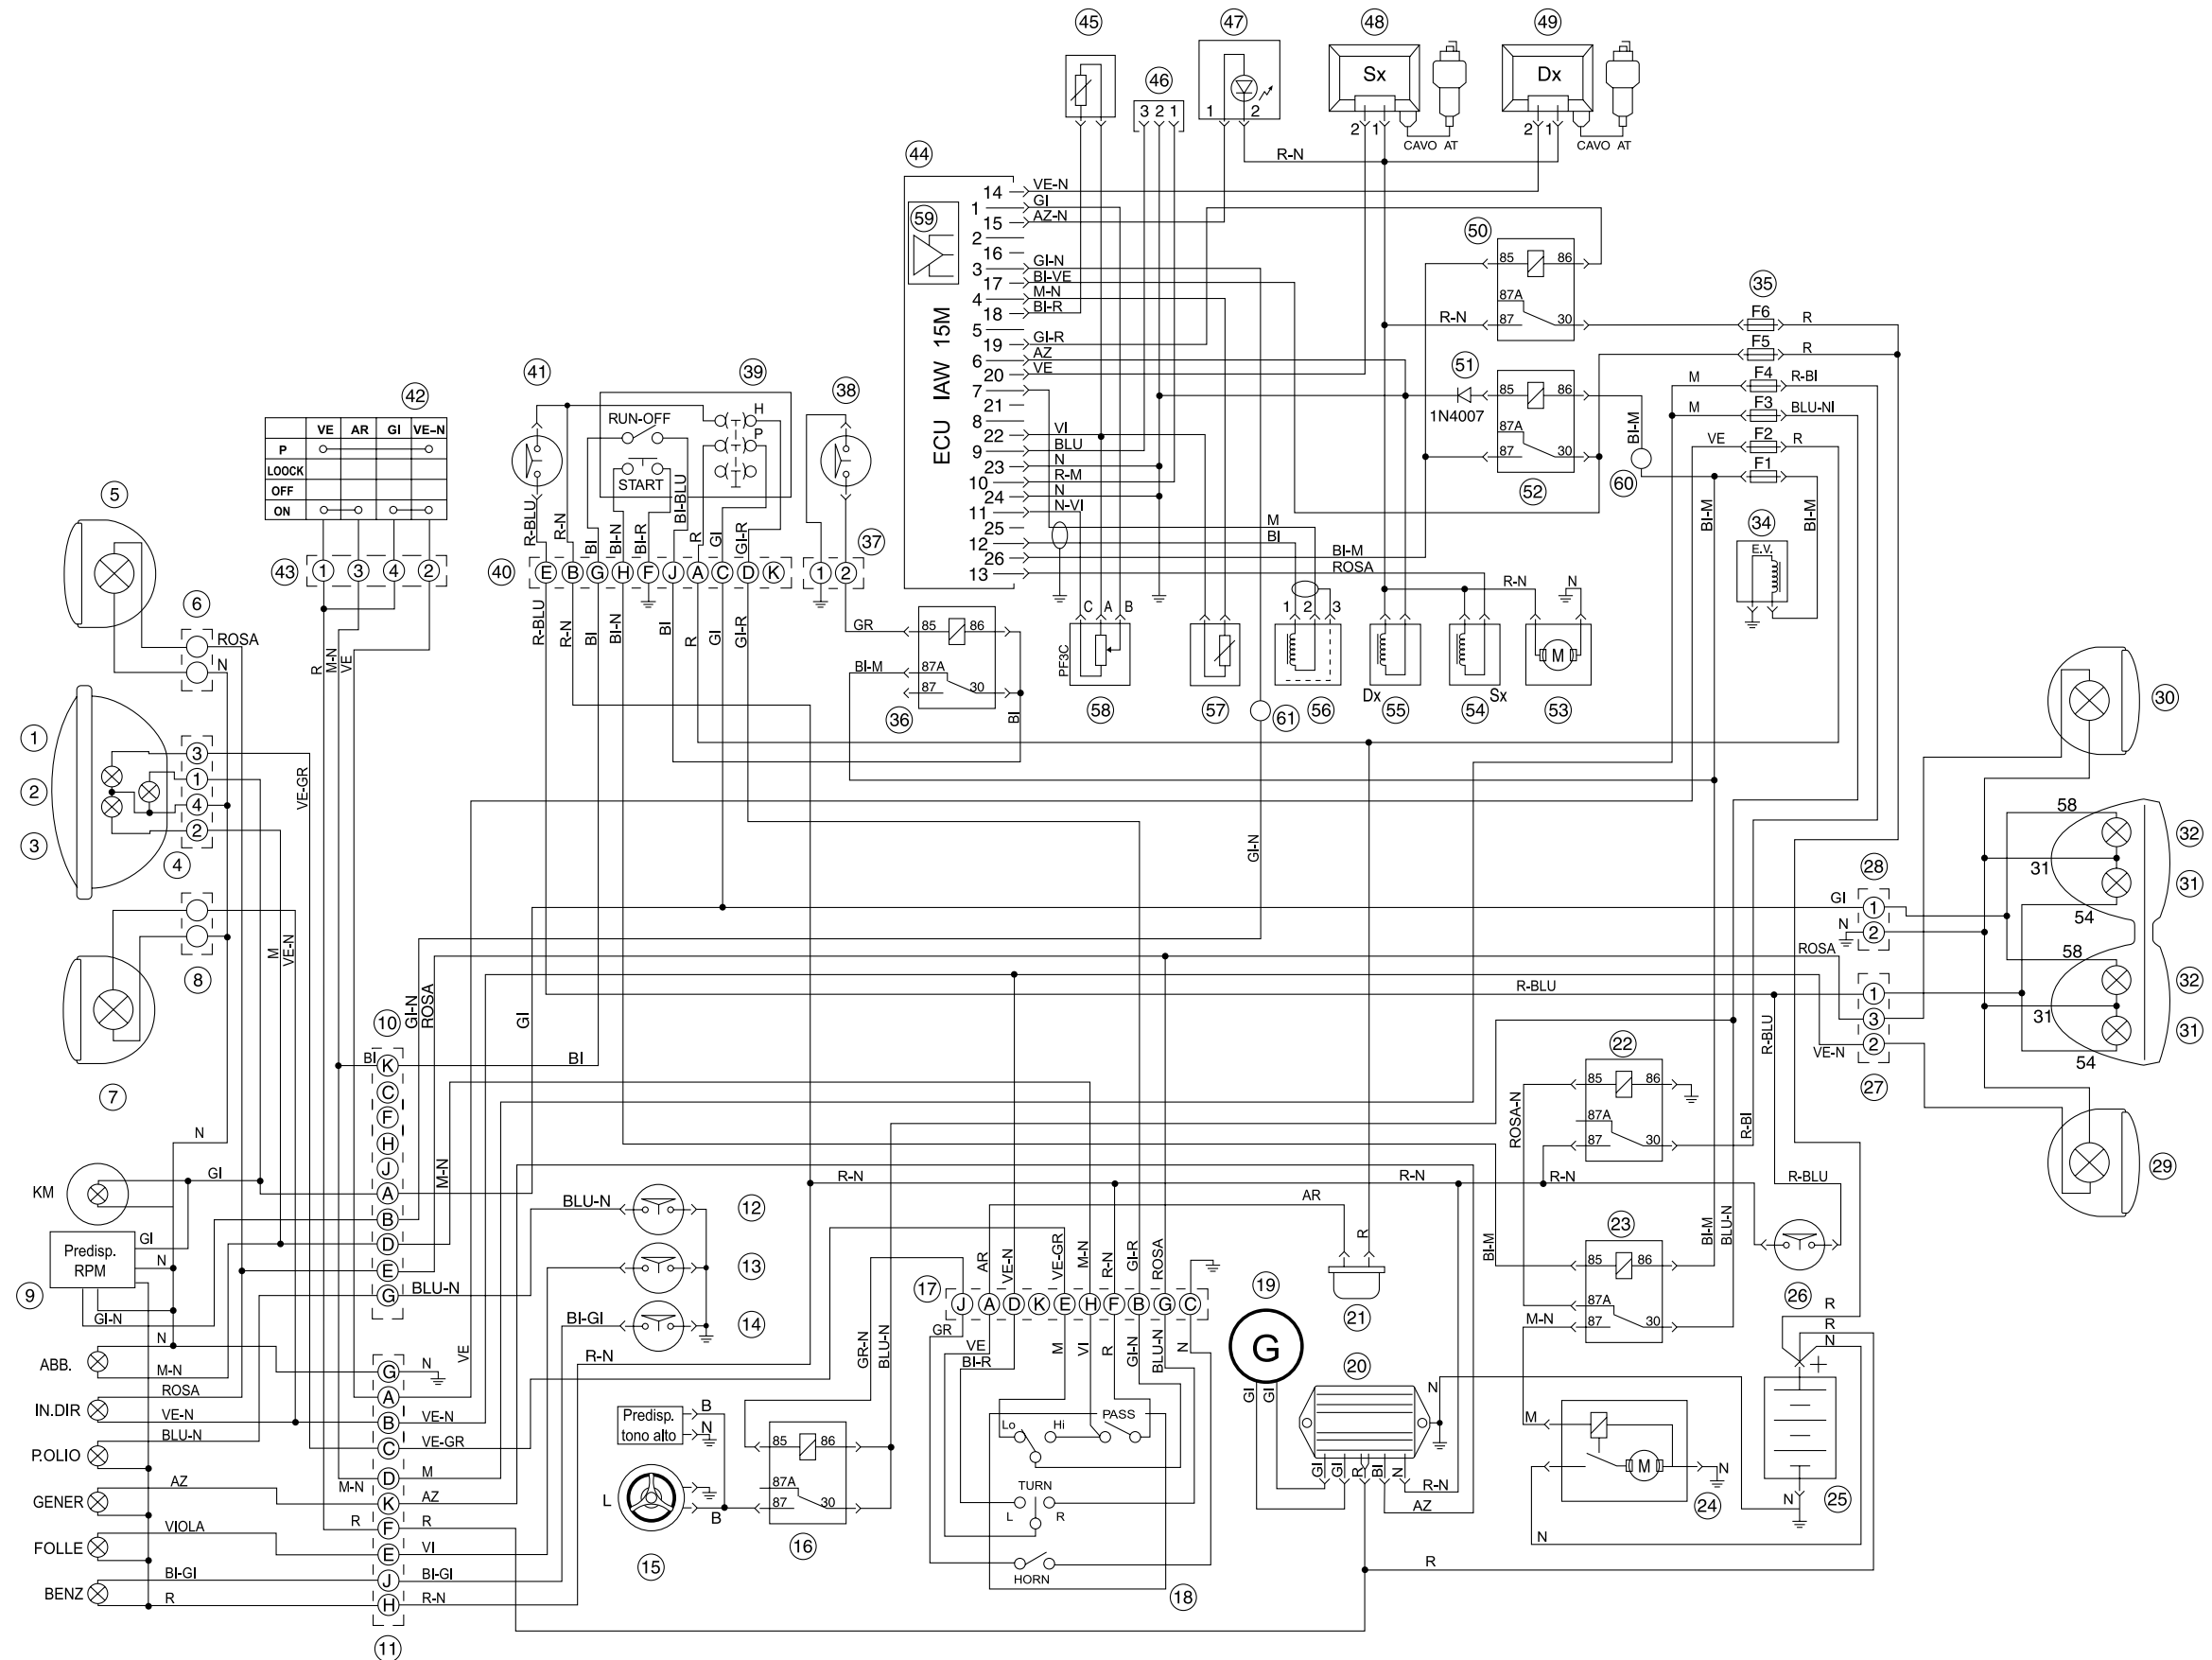 45
47
48
49
46
Sx
Dx
3 2 1
1 2
2 1
2 1
CAVO AT
CAVO AT
R-N
44
59
ECU IAW 15M
14 VE-N
1 GI
15 AZ-N
2
16
3 GI-N
17 BI-VE
4 M-N
18 BI-R
5
19 GI-R
6 AZ
20 VE
7
21
8
22 VI
9 BLU
23 N
10 R-M
24 N
11 N-VI
25 M
12 BI
26 BI-M
13 ROSA
50
85 86
87A
87 30
R-N
51
1N4007
85 86
87A
87 30
52
BI-M
60
35
F6 R
F5 R
M F4 R-BI
M F3 BLU-NI
VE F2 R
F1
BI-M
BI-M
34
E.V.
41
39
38
RUN-OFF
START
H
P
R-BLU
R-N
BI
BI-N
BI-R
BI-BLU
R
GI
GI-R
40
E B G H F J A C D K
37
1 2
R-BLU
R-N
BI
BI-N
BI
R
GI
GI-R
GR
85 86
BI-M
87A
87 30
36
BI
C A B
PF3C
58
57
61
1 2 3
56
Dx
55
54
Sx
R-N
N
M
53
GI-N
42
VE AR GI VE-N
P
LOOCK
OFF
ON
43
1 3 4 2
R
M-N
VE
5
6
ROSA
N
1
2
3
3
1
4
2
4
VE-GR
M
VE-N
8
7
10
GI-N
ROSA
GI
BI K BI
C
F
H
J
A
B
D
E
G BLU-N
M-N
N
KM
GI
Predisp.
RPM
GI
N
9
GI-N
N
ABB.
M-N
ROSA
IN.DIR
VE-N
BLU-N
P.OLIO
AZ
GENER
VIOLA
FOLLE
BI-GI
BENZ
R
G N
A
VE
B VE-N
C VE-GR
D M
M-N
K AZ
R F R
E VI
J BI-GI
H R-N
11
BLU-N
12
13
BI-GI
14
R-N
Predisp.
tono alto
B
N
L
B
15
GR-N
BLU-N
85 86
87A
87 30
16
R-N
AR
AR
VE-N
VE-GR
M-N
R-N
GI-R
ROSA
17
J A D K E H F B G C
GR
VE
BI-R
M
VI
R
GI-N
BLU-N
N
Lo Hi PASS
TURN
L R
HORN
18
R
21
19
G
GI
GI
20
N
GI
GI
R
BI
N
R-N
AZ
R
R-N
R-N
22
85 86
87A
87 30
ROSA-N
R-BI
23
BI-M
85 86
87A
87 30
M-N
BI-M
BLU-N
R-BLU
R-BLU
26
R
R
N
+
25
N
M
M
N
24
N
R-BLU
28
GI 1
N 2
ROSA
1
3
2
VE-N
27
30
58
32
31
31
54
58
32
31
31
54
29